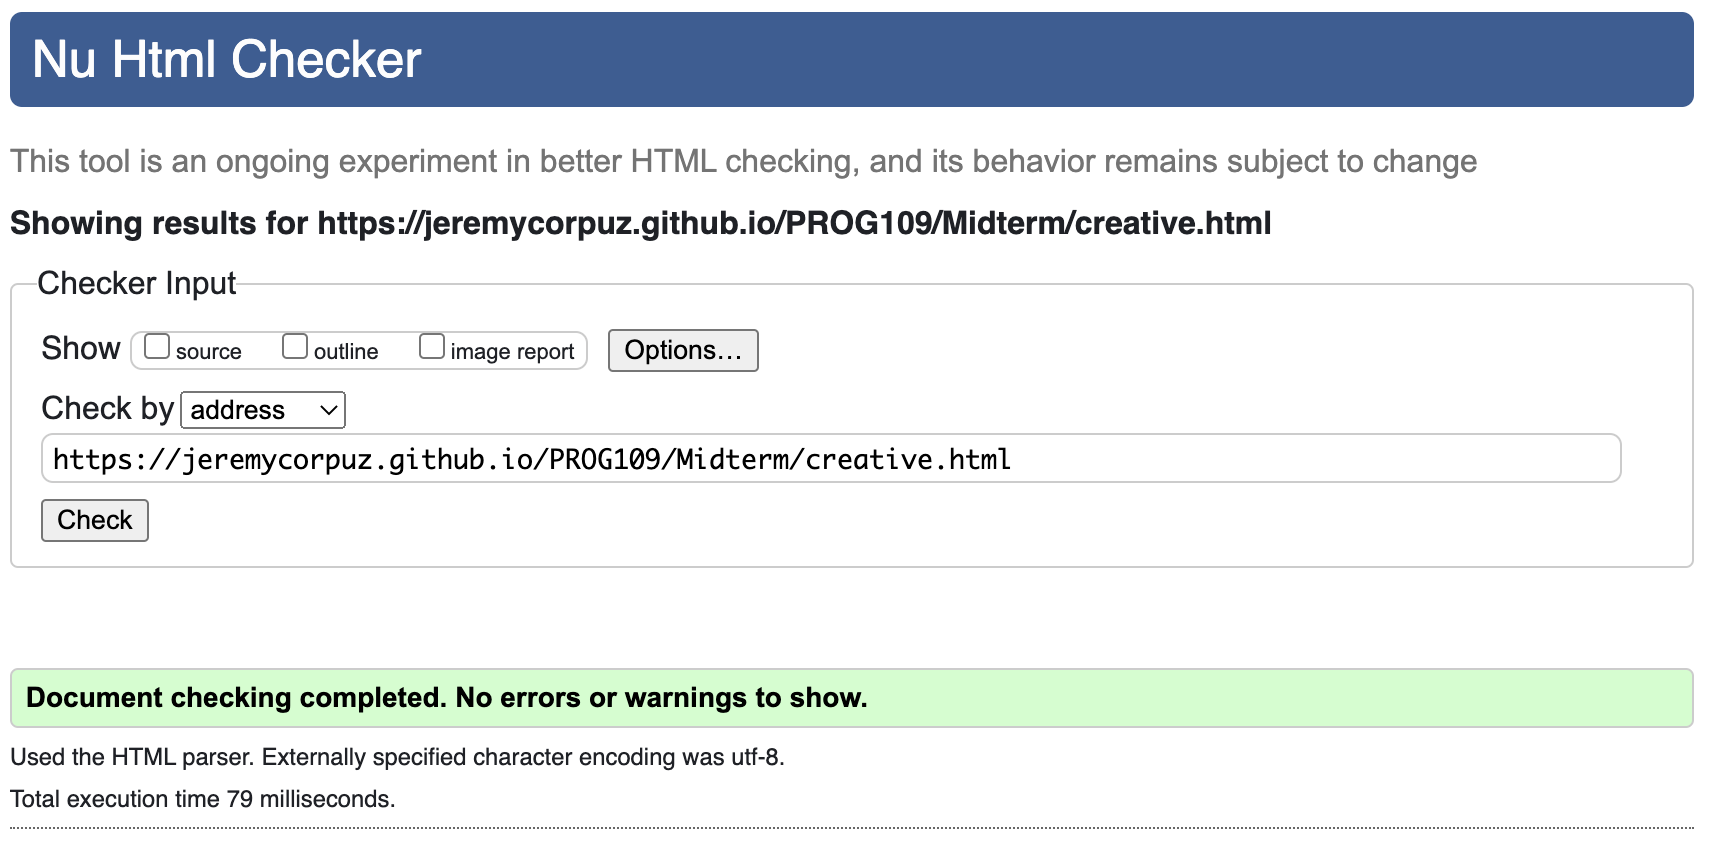 Nu Html Checker
This tool is an ongoing experiment in better HTML checking, and its behavior remains subject to change
Showing results for https://jeremycorpuz.github.io/PROG109/Midterm/creative.html
Checker Input
Show source outline image report Options...
Check by address
https://jeremycorpuz.github.io/PROG109/Midterm/creative.html
Check
Document checking completed. No errors or warnings to show.
Used the HTML parser. Externally specified character encoding was utf-8.
Total execution time 79 milliseconds.